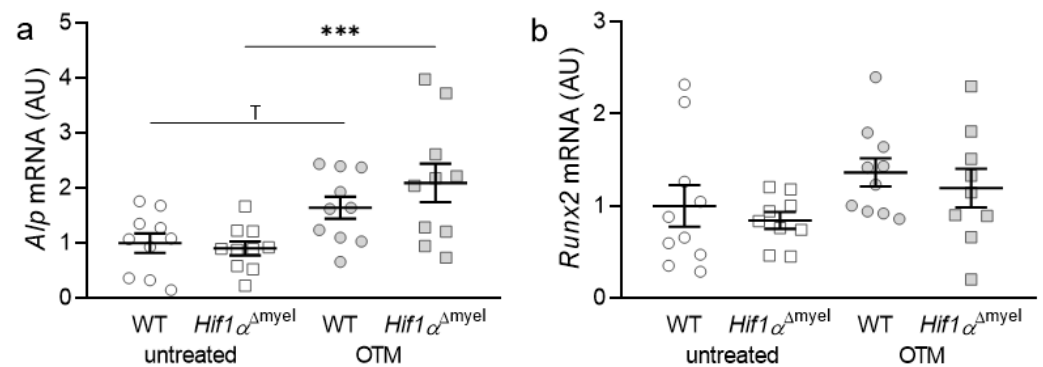 a
Alp mRNA (AU)
5
4
3
2
1
0
***
T
WT Hif1αΔmyel WT Hif1αΔmyel
untreated OTM
b
Runx2 mRNA (AU)
3
2
1
0
WT Hif1αΔmyel WT Hif1αΔmyel
untreated OTM